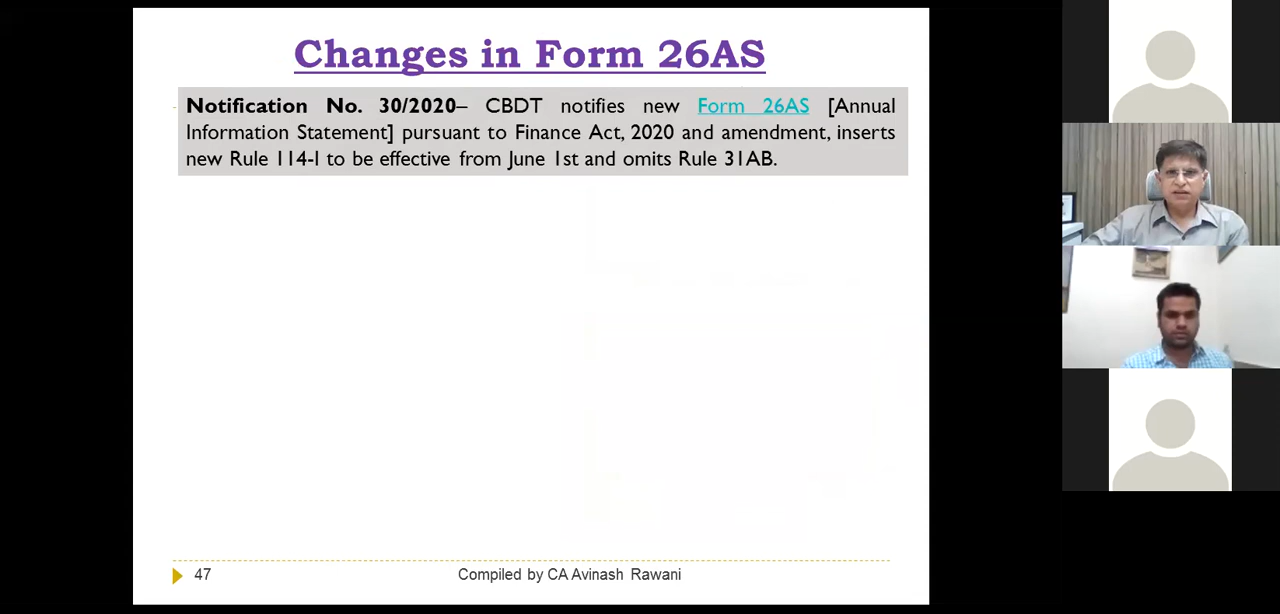 Changes in Form 26AS
Notification No. 30/2020– CBDT notifies new Form 26AS [Annual
Information Statement] pursuant to Finance Act, 2020 and amendment, inserts
new Rule 114-I to be effective from June 1st and omits Rule 31AB.
47 Compiled by CA Avinash Rawani